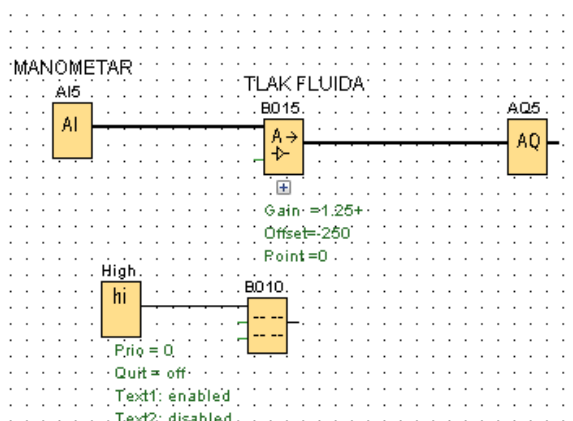 MANOMETAR
AI5
AI
TLAK FLUIDA
B015
A→
AQ5
AQ
Gain =1.25+
Offset=-250
Point=0
High
hi
B010
Prio = 0
Quit = off
Text1: enabled
Text2: disabled